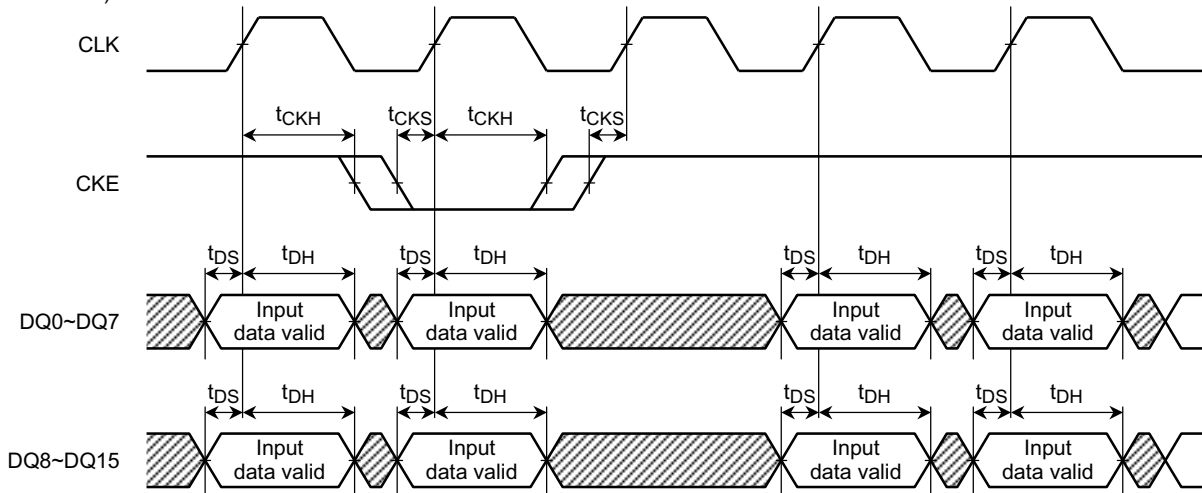 )
CLK
tCKH tCKS tCKH tCKS
CKE
tDS tDH tDS tDH tDS tDH tDS tDH
DQ0~DQ7 Input data valid Input data valid Input data valid Input data valid
tDS tDH tDS tDH tDS tDH tDS tDH
DQ8~DQ15 Input data valid Input data valid Input data valid Input data valid